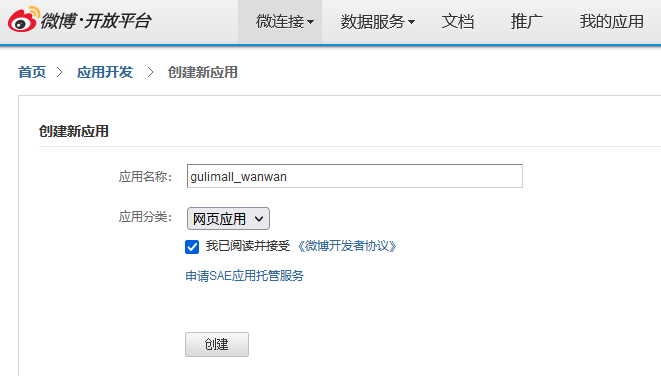 微博·开放平台 微连接 数据服务 文档 推广 我的应用
首页 > 应用开发 > 创建新应用
创建新应用
应用名称： gulimall_wanwan
应用分类： 网页应用
我已阅读并接受 《微博开发者协议》
申请SAE应用托管服务
创建